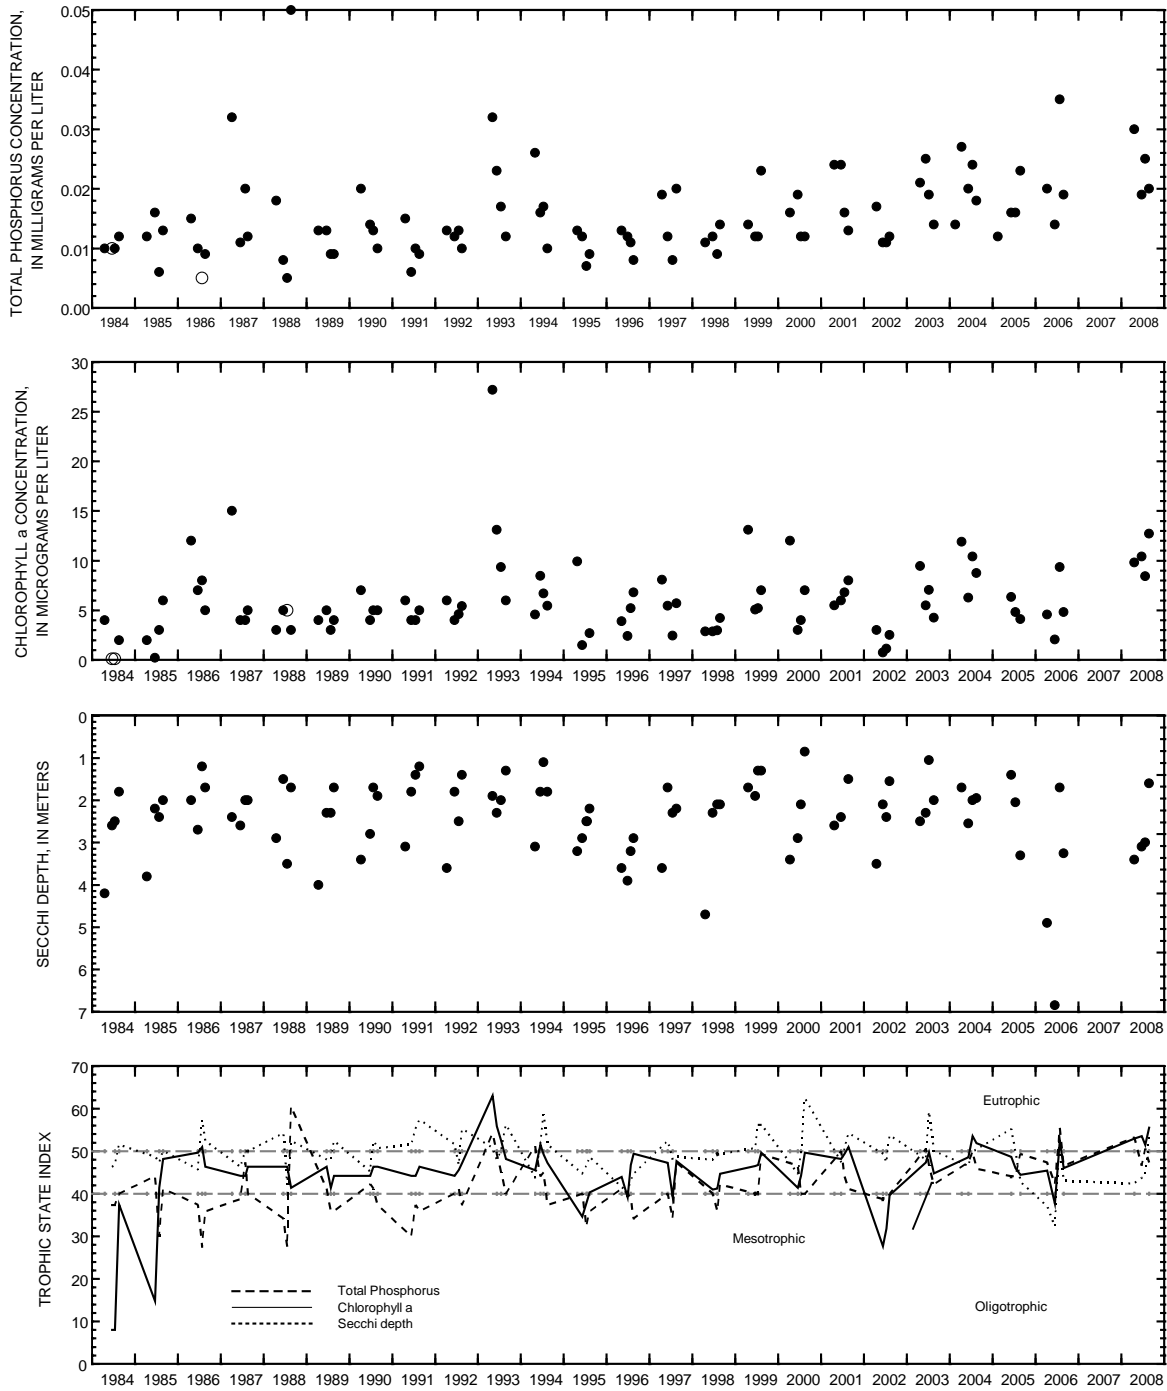 TOTAL PHOSPHORUS CONCENTRATION,
IN MILLIGRAMS PER LITER
0.05
0.04
0.03
0.02
0.01
0.00
1984 1985 1986 1987 1988 1989 1990 1991 1992 1993 1994 1995 1996 1997 1998 1999 2000 2001 2002 2003 2004 2005 2006 2007 2008
CHLOROPHYLL a CONCENTRATION,
IN MICROGRAMS PER LITER
30
25
20
15
10
5
0
1984 1985 1986 1987 1988 1989 1990 1991 1992 1993 1994 1995 1996 1997 1998 1999 2000 2001 2002 2003 2004 2005 2006 2007 2008
SECCHI DEPTH, IN METERS
0
1
2
3
4
5
6
7
1984 1985 1986 1987 1988 1989 1990 1991 1992 1993 1994 1995 1996 1997 1998 1999 2000 2001 2002 2003 2004 2005 2006 2007 2008
TROPHIC STATE INDEX
70
60
50
40
30
20
10
0
Eutrophic
Mesotrophic
Oligotrophic
Total Phosphorus
Chlorophyll a
Secchi depth
1984 1985 1986 1987 1988 1989 1990 1991 1992 1993 1994 1995 1996 1997 1998 1999 2000 2001 2002 2003 2004 2005 2006 2007 2008